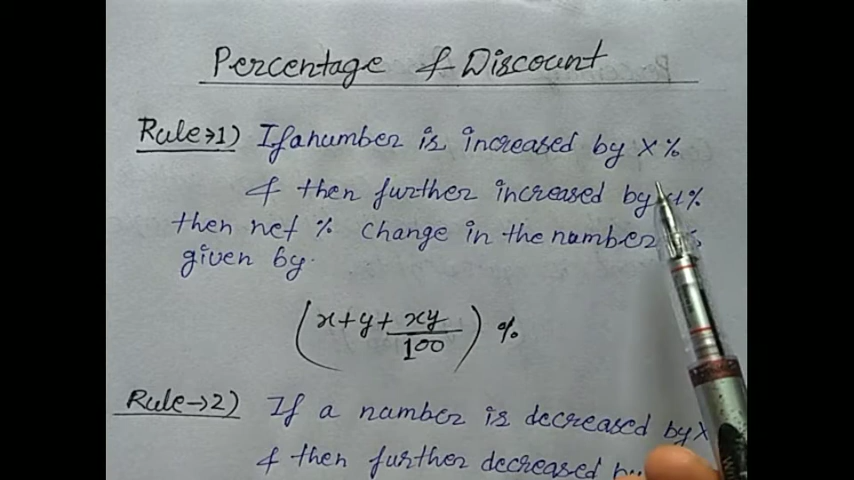 Percentage & Discount
Rule→1) If a number is increased by X%
& then further increased by y%
then net % change in the number
given by.
(x+y+xy/100) %
Rule→2) If a number is decreased by X
& then further decreased